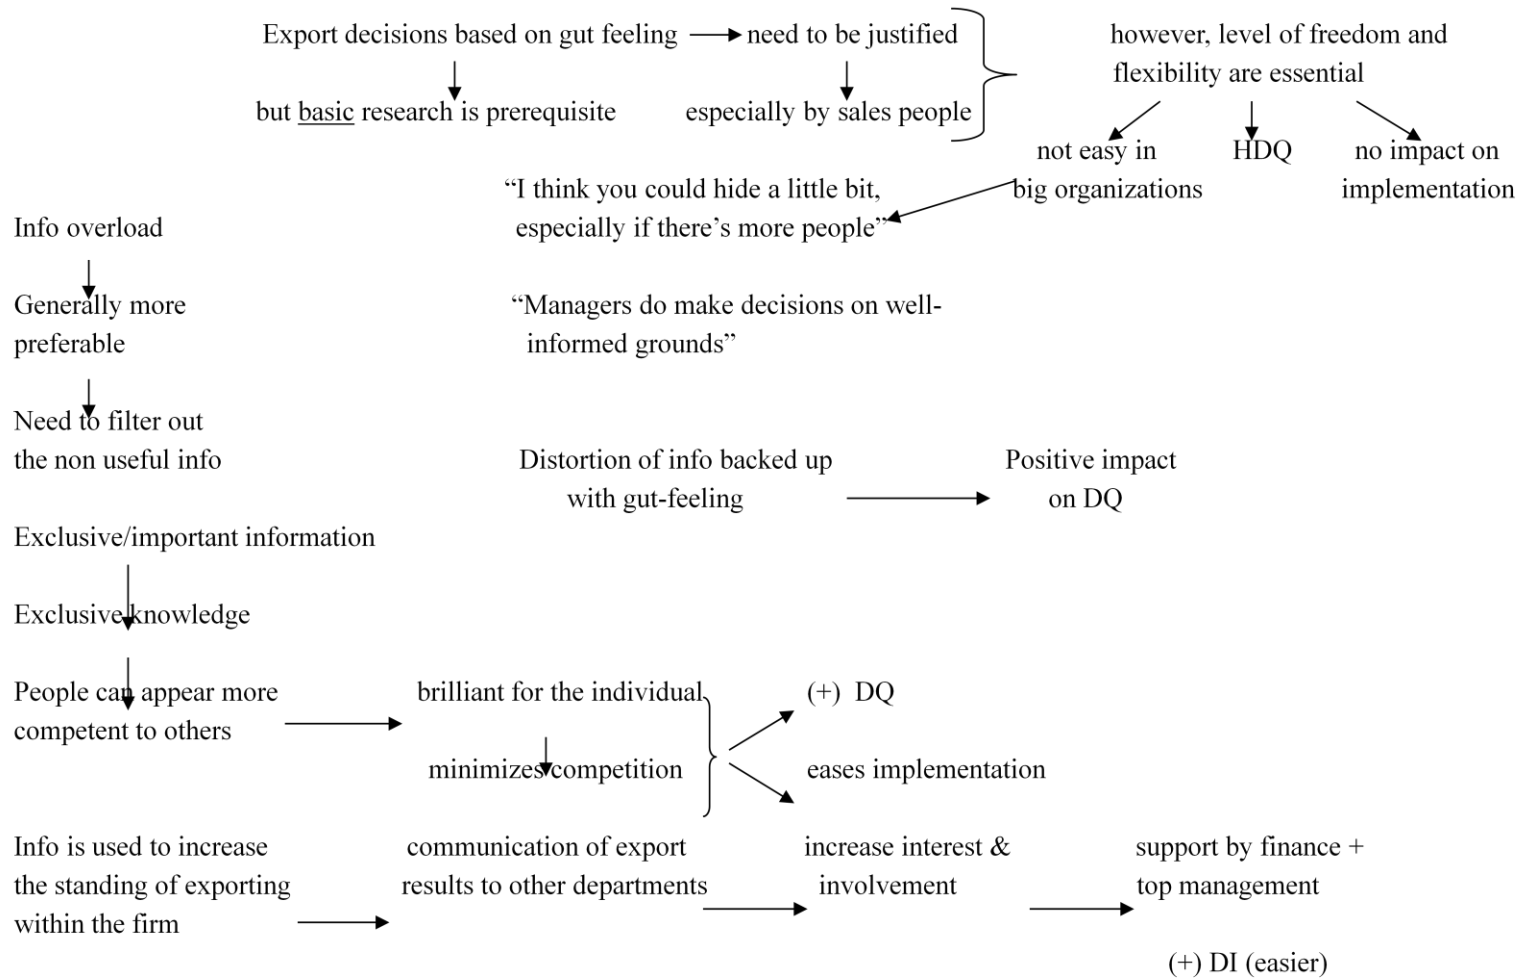 Export decisions based on gut feeling
need to be justified
but basic research is prerequisite
especially by sales people
however, level of freedom and
flexibility are essential
not easy in
big organizations
HDQ
no impact on
implementation
“I think you could hide a little bit,
especially if there’s more people”
Info overload
Generally more
preferable
“Managers do make decisions on well-
informed grounds”
Need to filter out
the non useful info
Distortion of info backed up
with gut-feeling
Positive impact
on DQ
Exclusive/important information
Exclusive knowledge
People can appear more
competent to others
brilliant for the individual
minimizes competition
(+) DQ
eases implementation
Info is used to increase
the standing of exporting
within the firm
communication of export
results to other departments
increase interest &
involvement
support by finance +
top management
(+) DI (easier)